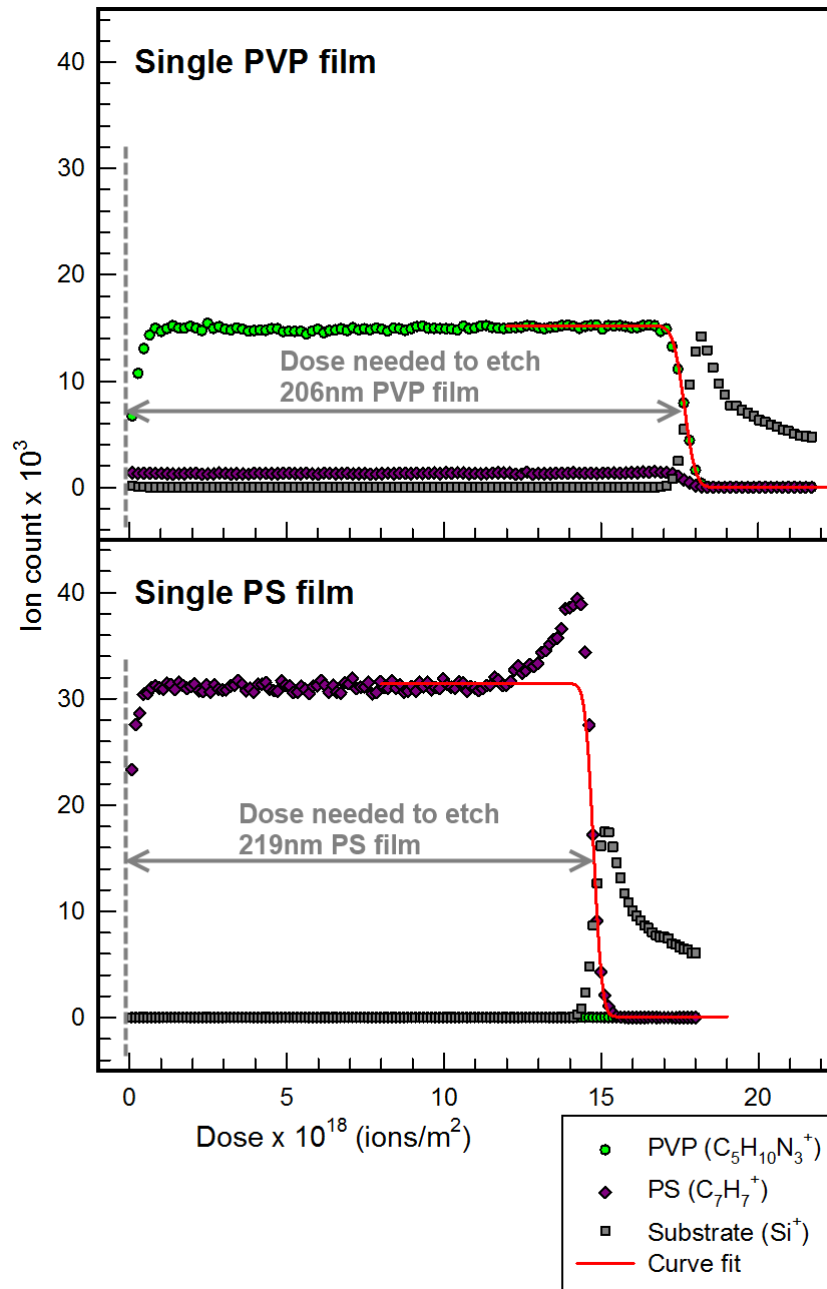 Single PVP film
40
30
20
10
0
Dose needed to etch
206nm PVP film
Ion count x 10³
Single PS film
40
30
20
10
0
Dose needed to etch
219nm PS film
0 5 10 15 20
Dose x 10¹⁸ (ions/m²)
PVP (C₅H₁₀N₃⁺)
PS (C₇H₇⁺)
Substrate (Si⁺)
Curve fit